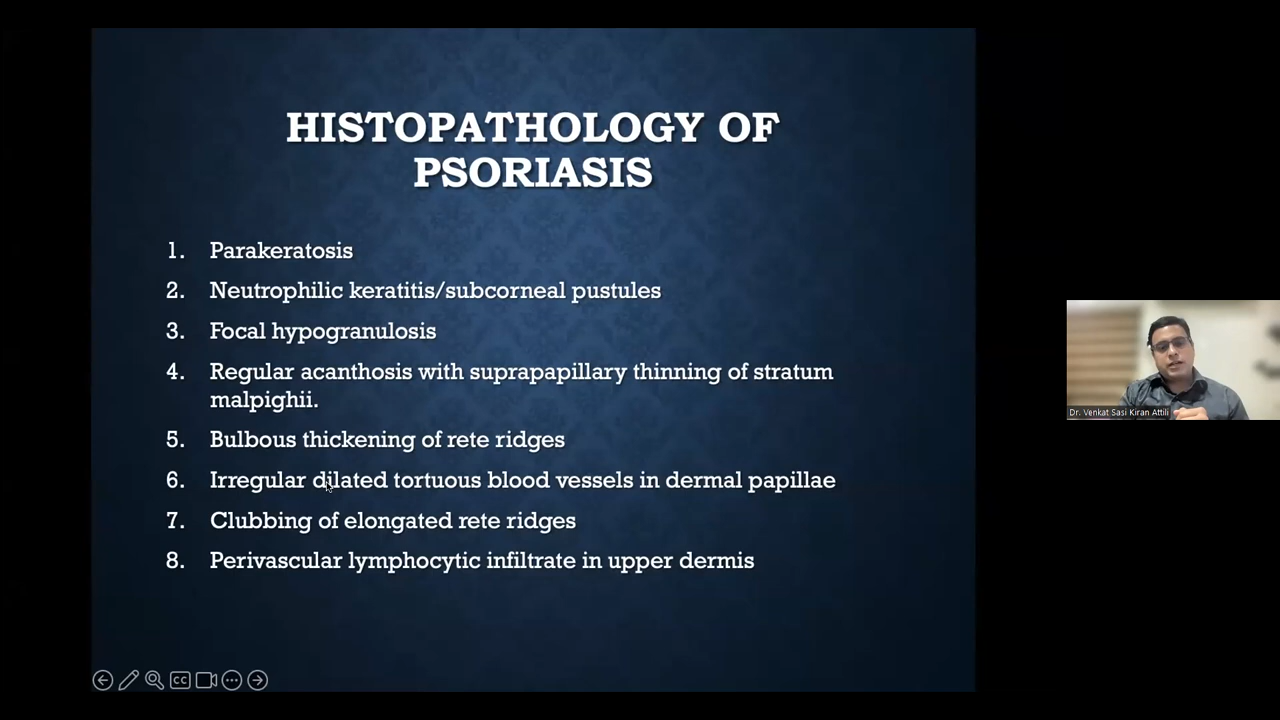 HISTOPATHOLOGY OF
PSORIASIS
1. Parakeratosis
2. Neutrophilic keratitis/subcorneal pustules
3. Focal hypogranulosis
4. Regular acanthosis with suprapapillary thinning of stratum
malpighii.
5. Bulbous thickening of rete ridges
6. Irregular dilated tortuous blood vessels in dermal papillae
7. Clubbing of elongated rete ridges
8. Perivascular lymphocytic infiltrate in upper dermis
Dr. Venkat Sasi Kiran Attili
CC